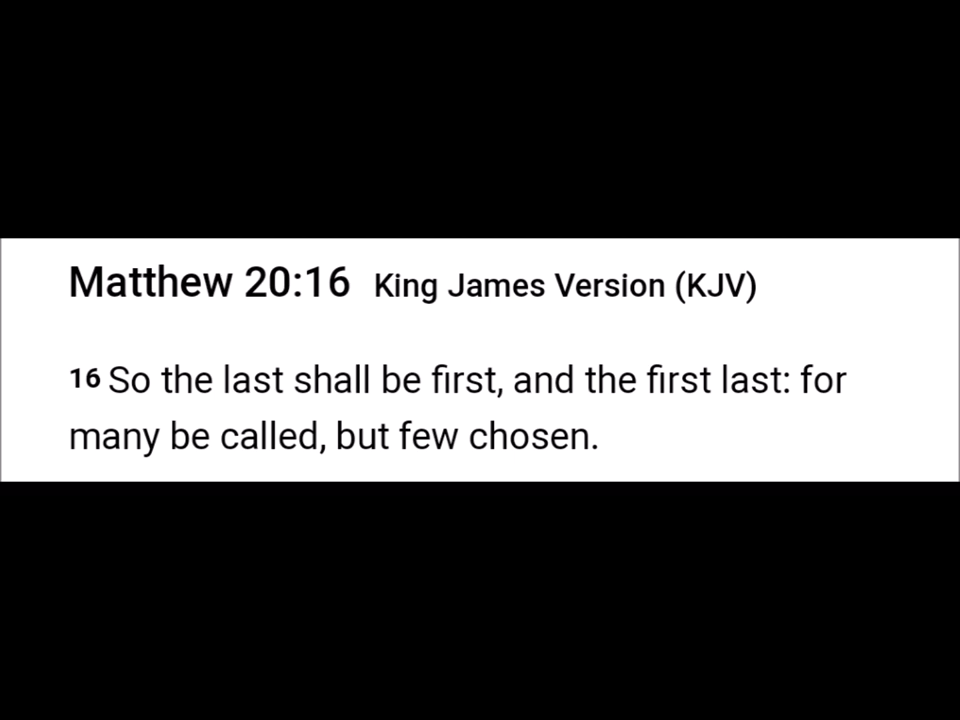 Matthew 20:16 King James Version (KJV)
16 So the last shall be first, and the first last: for
many be called, but few chosen.